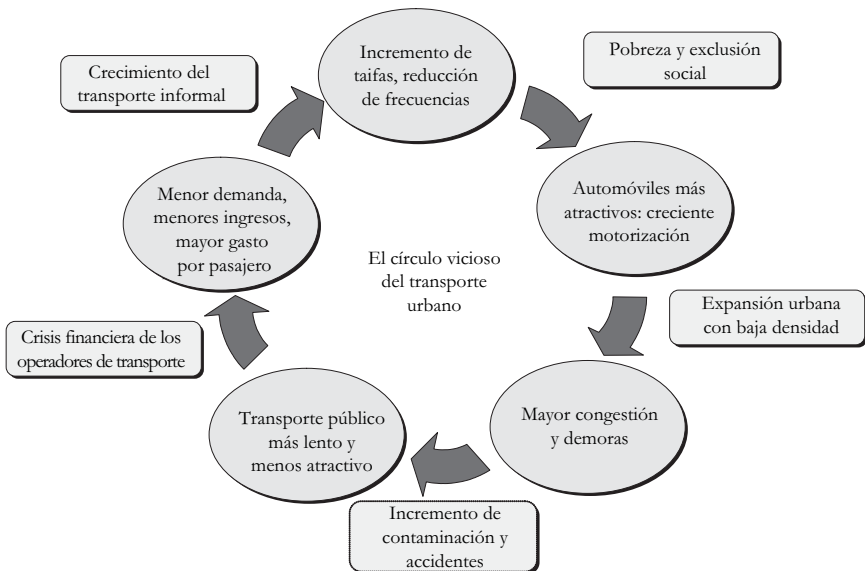 Incremento de
taifas, reducción
de frecuencias
Pobreza y exclusión
social
Automóviles más
atractivos: creciente
motorización
Expansión urbana
con baja densidad
Mayor congestión
y demoras
Incremento de
contaminación y
accidentes
Transporte público
más lento y
menos atractivo
Crisis financiera de los
operadores de transporte
Menor demanda,
menores ingresos,
mayor gasto
por pasajero
Crecimiento del
transporte informal
El círculo vicioso
del transporte
urbano